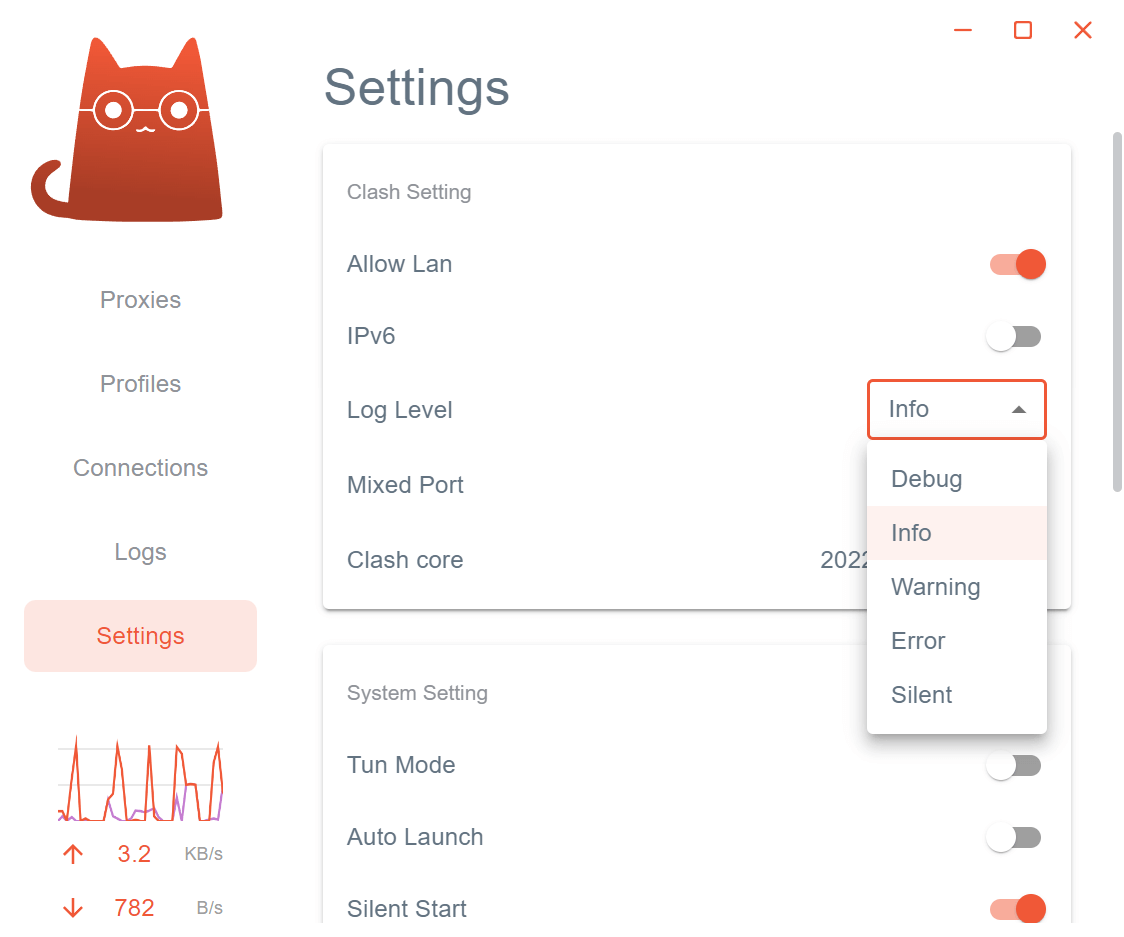 Settings
Clash Setting
Allow Lan
IPv6
Log Level
Info
Mixed Port
Clash core
2022
Debug
Info
Warning
Error
Silent
System Setting
Tun Mode
Auto Launch
Silent Start
Proxies
Profiles
Connections
Logs
Settings
3.2 KB/s
782 B/s